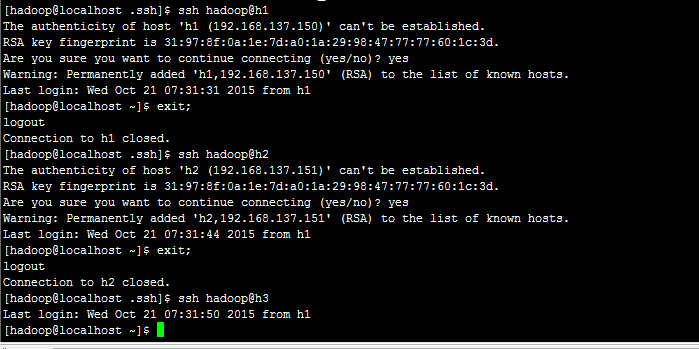 [hadoop@localhost .ssh]$ ssh hadoop@h1
The authenticity of host 'h1 (192.168.137.150)' can't be established.
RSA key fingerprint is 31:97:8f:0a:1e:7d:a0:1a:29:98:47:77:77:60:1c:3d.
Are you sure you want to continue connecting (yes/no)? yes
Warning: Permanently added 'h1,192.168.137.150' (RSA) to the list of known hosts.
Last login: Wed Oct 21 07:31:31 2015 from h1
[hadoop@localhost ~]$ exit;
logout
Connection to h1 closed.
[hadoop@localhost .ssh]$ ssh hadoop@h2
The authenticity of host 'h2 (192.168.137.151)' can't be established.
RSA key fingerprint is 31:97:8f:0a:1e:7d:a0:1a:29:98:47:77:77:60:1c:3d.
Are you sure you want to continue connecting (yes/no)? yes
Warning: Permanently added 'h2,192.168.137.151' (RSA) to the list of known hosts.
Last login: Wed Oct 21 07:31:44 2015 from h1
[hadoop@localhost ~]$ exit;
logout
Connection to h2 closed.
[hadoop@localhost .ssh]$ ssh hadoop@h3
Last login: Wed Oct 21 07:31:50 2015 from h1
[hadoop@localhost ~]$